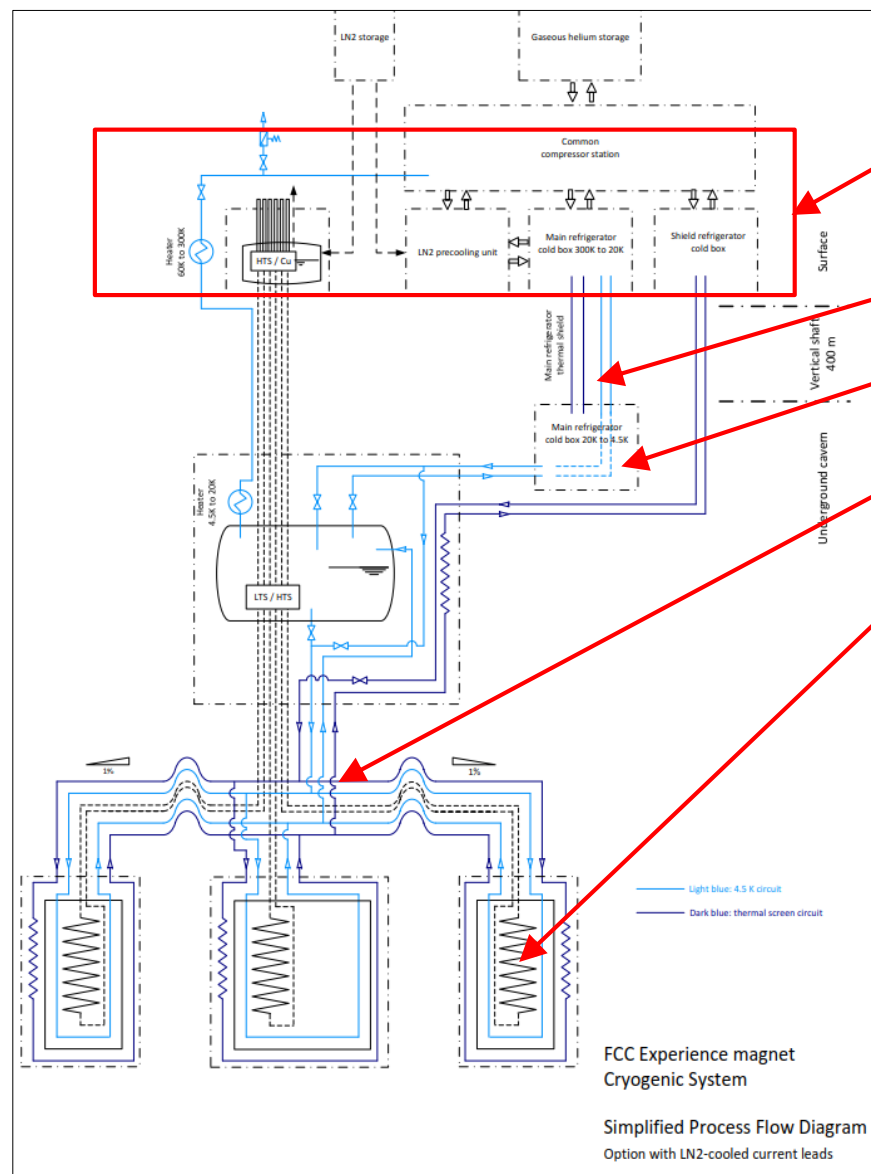 LN2 storage
Gaseous helium storage
Common
compressor station
Heater
60K to 300K
HTS / Cu
LN2 precooling unit
Main refrigerator
cold box 300K to 20K
Shield refrigerator
cold box
Surface
Main refrigerator
thermal shield
Vertical shaft
400 m
Main refrigerator
cold box 20K to 4.5K
Underground cavern
Heater
4.5K to 20K
LTS / HTS
1%
1%
Light blue: 4.5 K circuit
Dark blue: thermal screen circuit
FCC Experience magnet
Cryogenic System
Simplified Process Flow Diagram
Option with LN2-cooled current leads